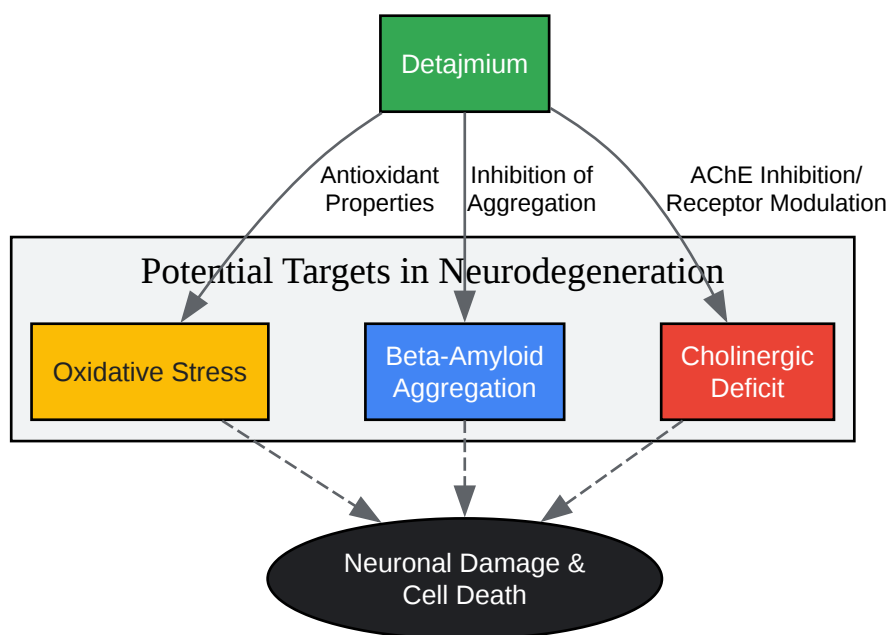 Detajmium
Antioxidant
Properties
Inhibition of
Aggregation
AChE Inhibition/
Receptor Modulation
Potential Targets in Neurodegeneration
Oxidative Stress
Beta-Amyloid
Aggregation
Cholinergic
Deficit
Neuronal Damage &
Cell Death